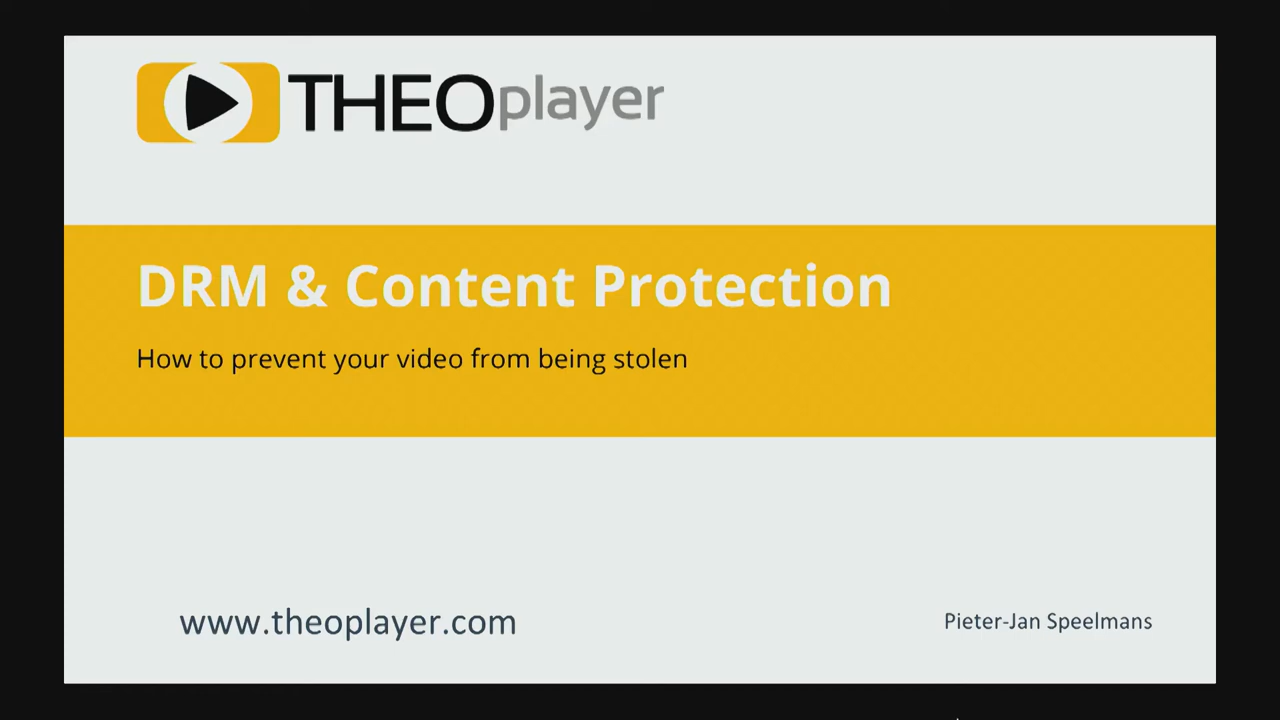 THEOplayer
DRM & Content Protection
How to prevent your video from being stolen
www.theoplayer.com
Pieter-Jan Speelmans